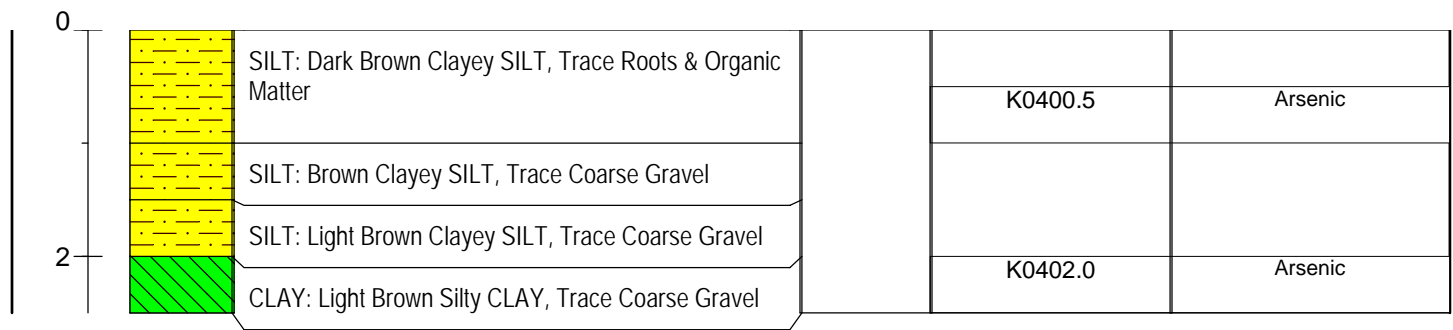 0
SILT: Dark Brown Clayey SILT, Trace Roots & Organic
Matter
K0400.5 Arsenic
SILT: Brown Clayey SILT, Trace Coarse Gravel
SILT: Light Brown Clayey SILT, Trace Coarse Gravel
2
K0402.0 Arsenic
CLAY: Light Brown Silty CLAY, Trace Coarse Gravel